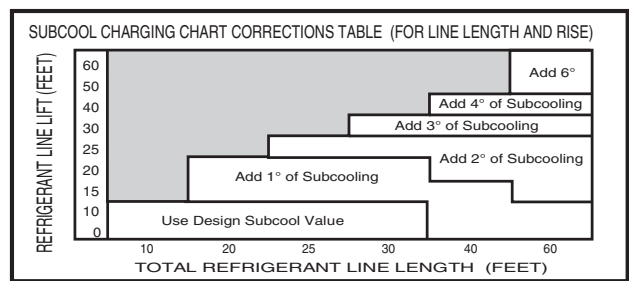 SUBCOOL CHARGING CHART CORRECTIONS TABLE (FOR LINE LENGTH AND RISE)
REFRIGERANT LINE LIFT (FEET)
60
50
40
30
25
20
15
10
0
Add 6°
Add 4° of Subcooling
Add 3° of Subcooling
Add 2° of Subcooling
Add 1° of Subcooling
Use Design Subcool Value
10 20 25 30 40 60
TOTAL REFRIGERANT LINE LENGTH (FEET)